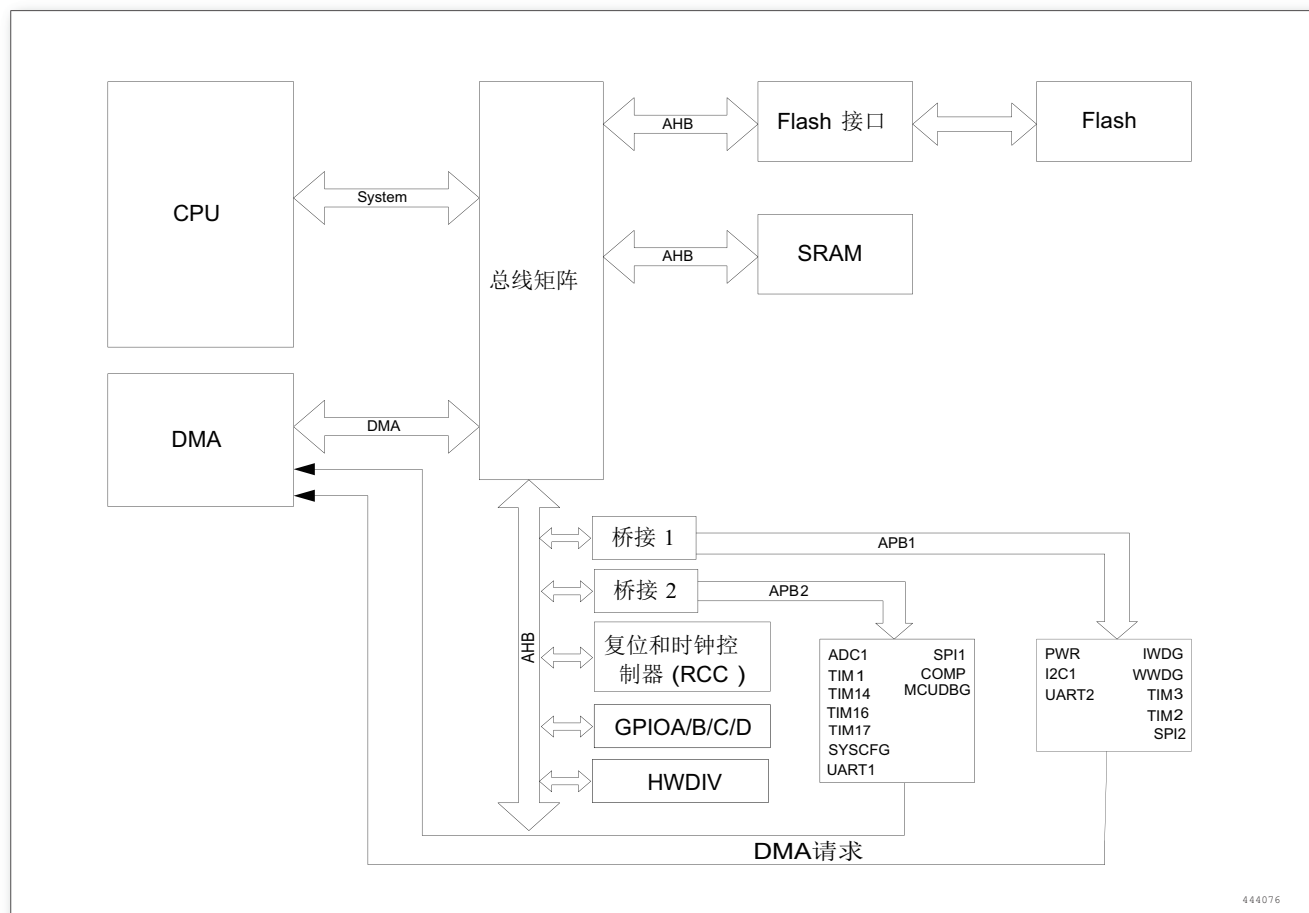 CPU
System
总线矩阵
AHB
Flash 接口
Flash
AHB
SRAM
DMA
DMA
AHB
桥接 1
APB1
桥接 2
APB2
复位和时钟控
制器 (RCC )
GPIOA/B/C/D
HWDIV
ADC1
TIM1
TIM14
TIM16
TIM17
SYSCFG
UART1
SPI1
COMP
MCUDBG
PWR
I2C1
UART2
IWDG
WWDG
TIM3
TIM2
SPI2
DMA请求
444076